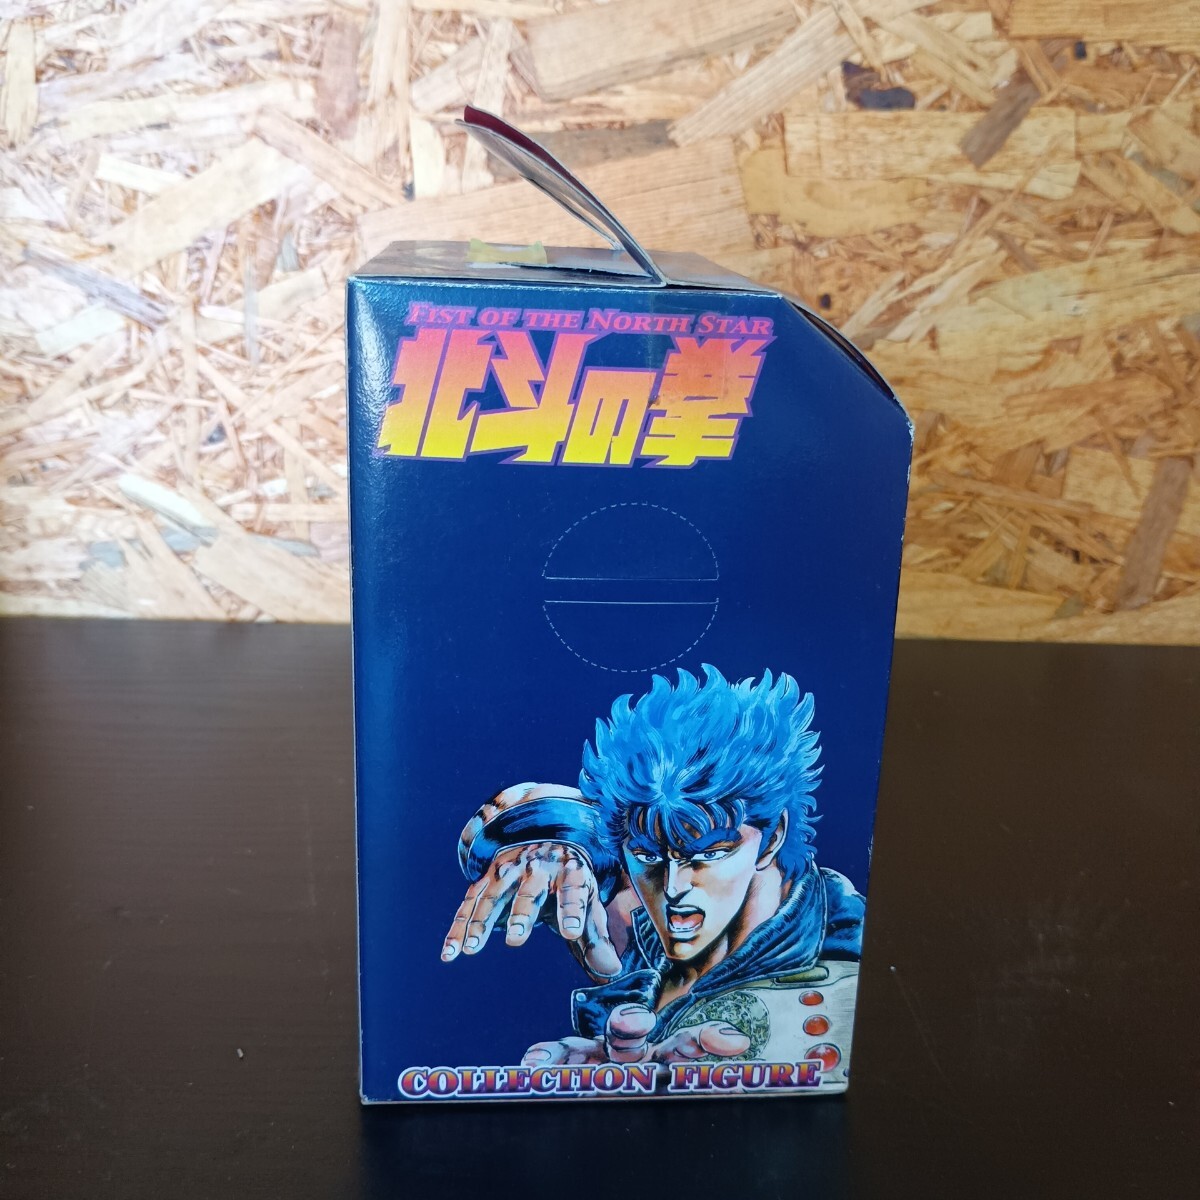 FIST OF THE NORTH STAR
北斗の拳
COLLECTION FIGURE